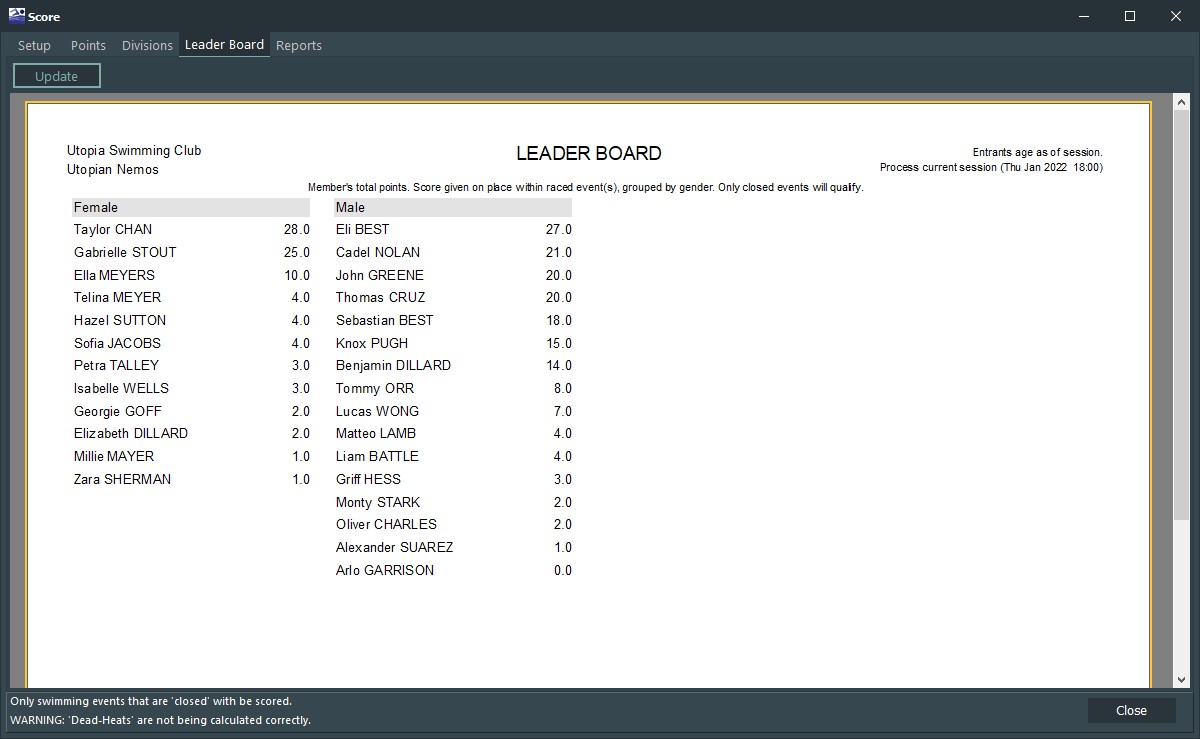 Score
Setup Points Divisions Leader Board Reports
Update
Utopia Swimming Club
Utopian Nemos
LEADER BOARD
Entrants age as of session.
Process current session (Thu Jan 2022 18:00)
Member's total points. Score given on place within raced event(s), grouped by gender. Only closed events will qualify.
Female
Taylor CHAN 28.0
Gabrielle STOUT 25.0
Ella MEYERS 10.0
Telina MEYER 4.0
Hazel SUTTON 4.0
Sofia JACOBS 4.0
Petra TALLEY 3.0
Isabelle WELLS 3.0
Georgie GOFF 2.0
Elizabeth DILLARD 2.0
Millie MAYER 1.0
Zara SHERMAN 1.0
Male
Eli BEST 27.0
Cadel NOLAN 21.0
John GREENE 20.0
Thomas CRUZ 20.0
Sebastian BEST 18.0
Knox PUGH 15.0
Benjamin DILLARD 14.0
Tommy ORR 8.0
Lucas WONG 7.0
Matteo LAMB 4.0
Liam BATTLE 4.0
Griff HESS 3.0
Monty STARK 2.0
Oliver CHARLES 2.0
Alexander SUAREZ 1.0
Arlo GARRISON 0.0
Only swimming events that are 'closed' with be scored.
WARNING: 'Dead-Heats' are not being calculated correctly.
Close